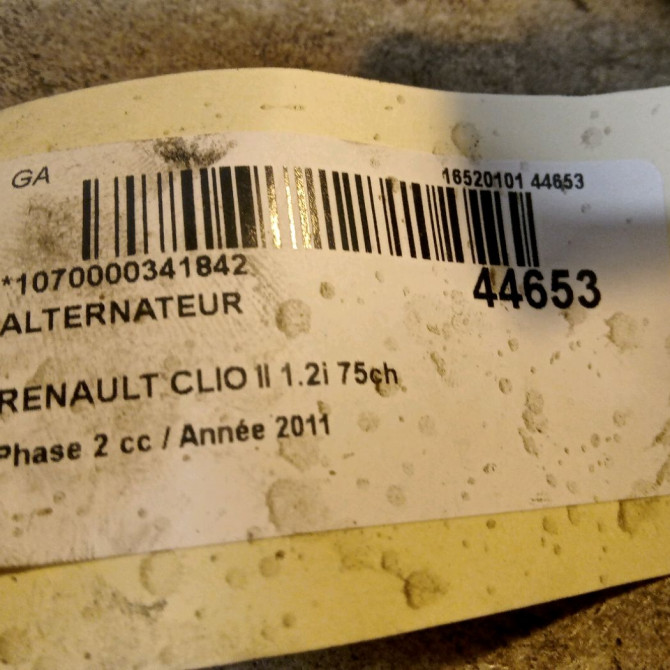 GA
16520101 44653
*1070000341842
44653
ALTERNATEUR
RENAULT CLIO II 1.2i 75ch
Phase 2 cc / Année 2011